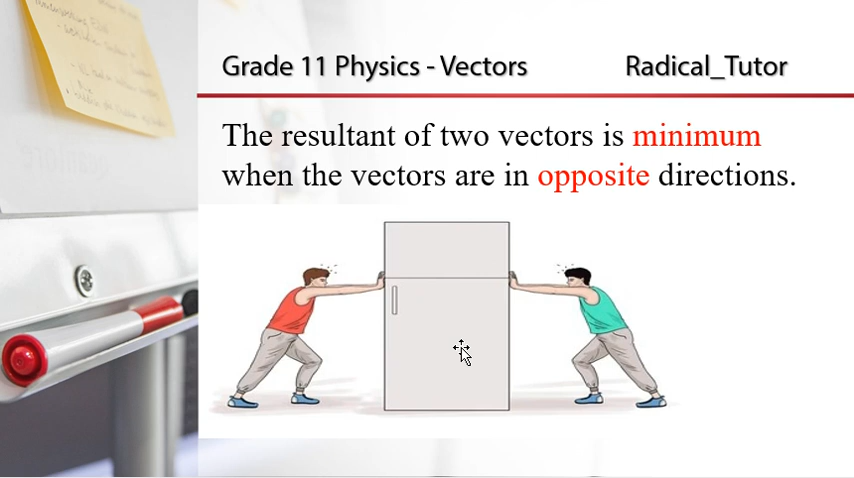 Grade 11 Physics - Vectors Radical_Tutor
The resultant of two vectors is minimum
when the vectors are in opposite directions.